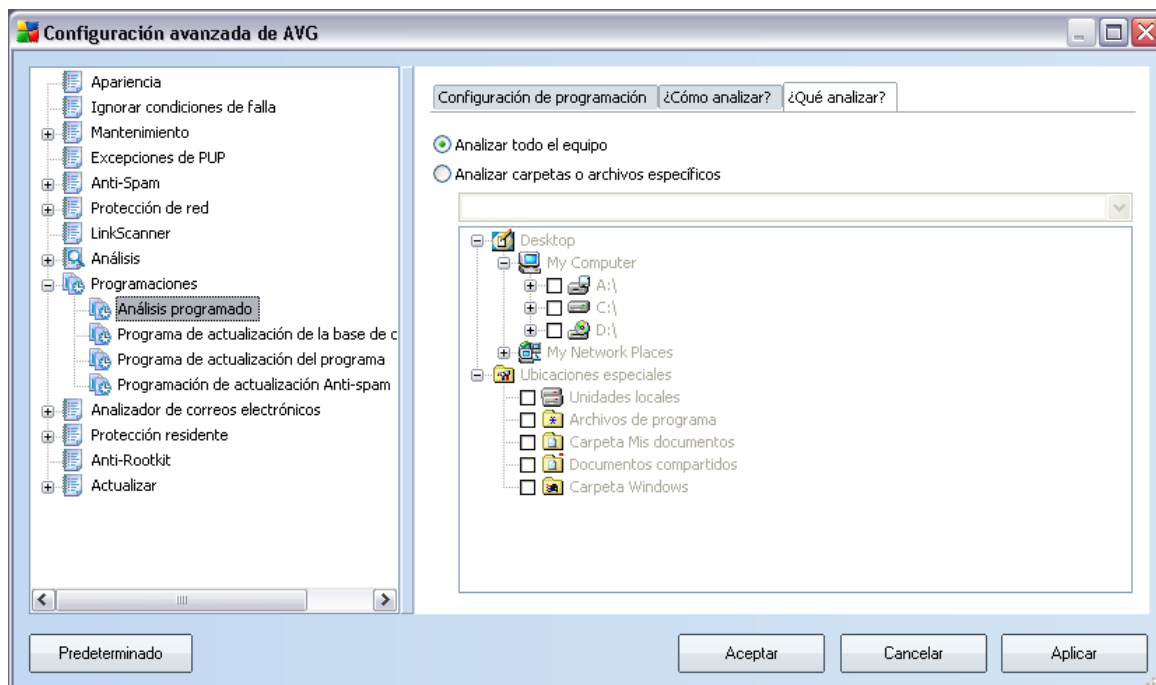 Configuración avanzada de AVG
Apariencia
Ignorar condiciones de falla
Mantenimiento
Excepciones de PUP
Anti-Spam
Protección de red
LinkScanner
Análisis
Programaciones
Análisis programado
Programa de actualización de la base de c
Programa de actualización del programa
Programación de actualización Anti-spam
Analizador de correos electrónicos
Protección residente
Anti-Rootkit
Actualizar
Configuración de programación ¿Cómo analizar? ¿Qué analizar?
Analizar todo el equipo
Analizar carpetas o archivos específicos
Desktop
My Computer
A:\
C:\
D:\
My Network Places
Ubicaciones especiales
Unidades locales
Archivos de programa
Carpeta Mis documentos
Documentos compartidos
Carpeta Windows
Predeterminado Aceptar Cancelar Aplicar